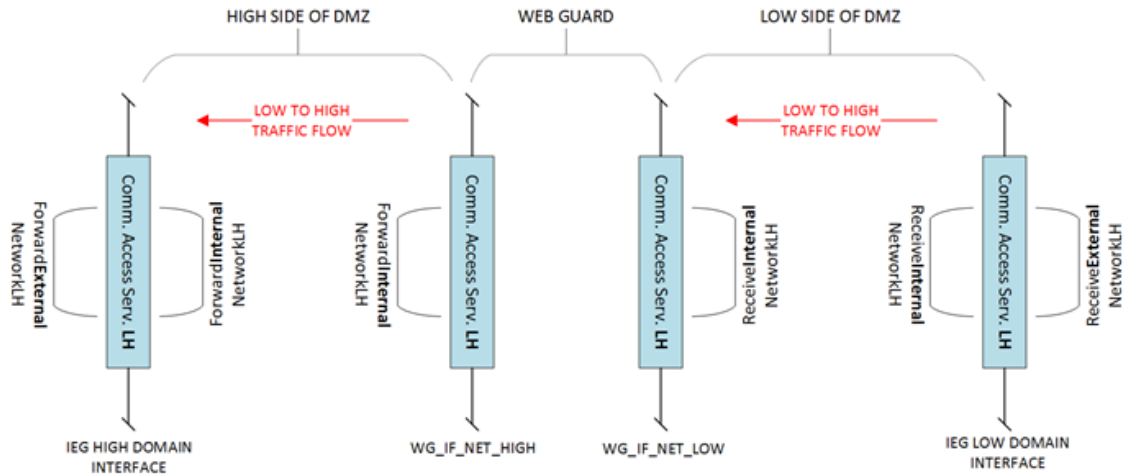 HIGH SIDE OF DMZ
WEB GUARD
LOW SIDE OF DMZ
LOW TO HIGH
TRAFFIC FLOW
LOW TO HIGH
TRAFFIC FLOW
ForwardExternal
NetworkLH
Comm. Access Serv. LH
ForwardInternal
NetworkLH
ForwardInternal
NetworkLH
Comm. Access Serv. LH
Comm. Access Serv. LH
ReceiveInternal
NetworkLH
ReceiveInternal
NetworkLH
Comm. Access Serv. LH
ReceiveExternal
NetworkLH
IEG HIGH DOMAIN
INTERFACE
WG_IF_NET_HIGH
WG_IF_NET_LOW
IEG LOW DOMAIN
INTERFACE